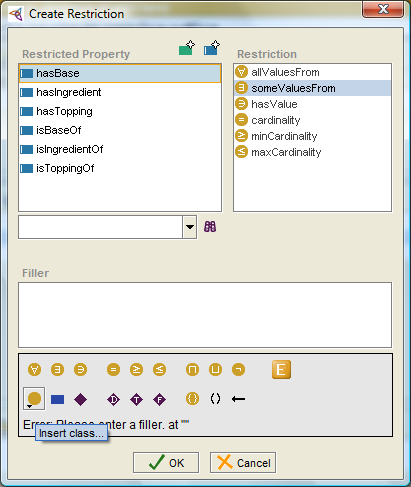 Create Restriction
Restricted Property
Restriction
hasBase
hasIngredient
hasTopping
isBaseOf
isIngredientOf
isToppingOf
allValuesFrom
someValuesFrom
hasValue
cardinality
minCardinality
maxCardinality
Filler
∀ ∃ ∋ = ≥ ≤ ⊓ ⊔ ¬ E
D T F {} () ←
Error: Please enter a filler. at ""
Insert class...
OK
Cancel